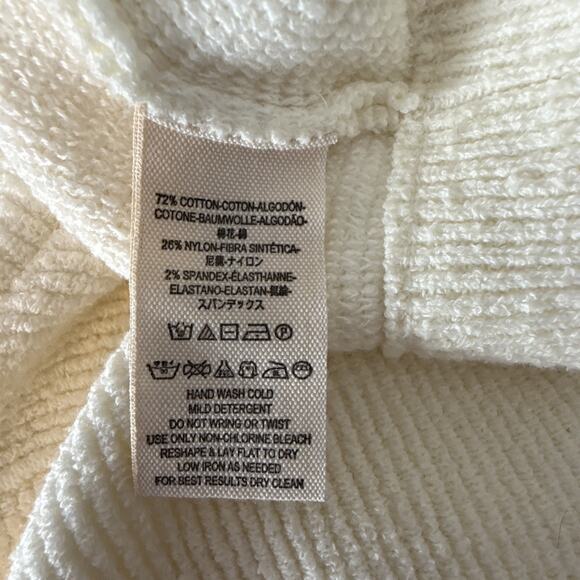 72% COTTON-COTON-ALGODÓN-
COTONE-BAUMWOLLE-ALGODÃO-
棉花-綿
26% NYLON-FIBRA SINTÉTICA-
尼龍-ナイロン
2% SPANDEX-ÉLASTHANNE-
ELASTANO-ELASTAN-氨綸-
スパンデックス
HAND WASH COLD
MILD DETERGENT
DO NOT WRING OR TWIST
USE ONLY NON-CHLORINE BLEACH
RESHAPE & LAY FLAT TO DRY
LOW IRON AS NEEDED
FOR BEST RESULTS DRY CLEAN